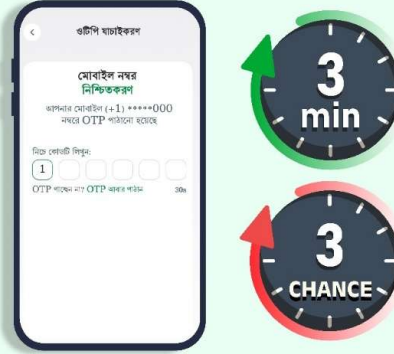 ওটিপি যাচাইকরণ
মোবাইল নম্বর
নিশ্চিতকরণ
আপনার মোবাইল (+1) *****000
নম্বরে OTP পাঠানো হয়েছে
নিচে কোডটি লিখুন:
1
OTP পাচ্ছেন না? OTP আবার পাঠান 30s
3
min
3
CHANCE